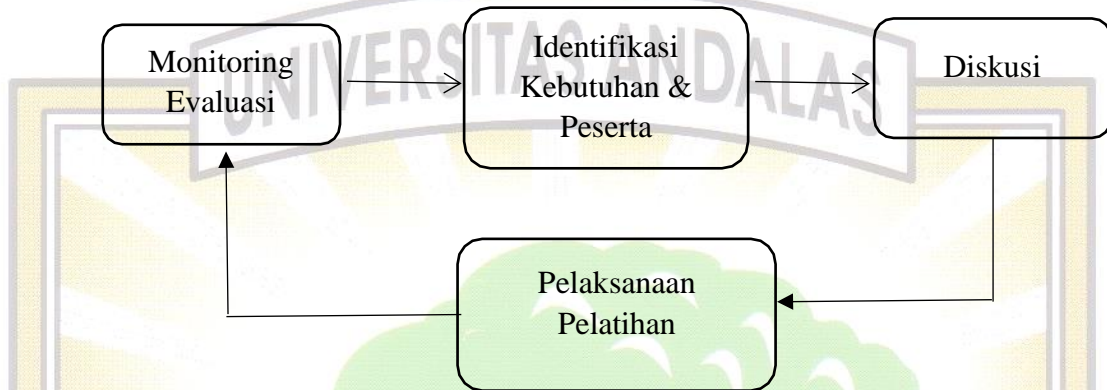 UNIVERSITAS ANDALAS
Monitoring
Evaluasi
Identifikasi
Kebutuhan &
Peserta
Diskusi
Pelaksanaan
Pelatihan